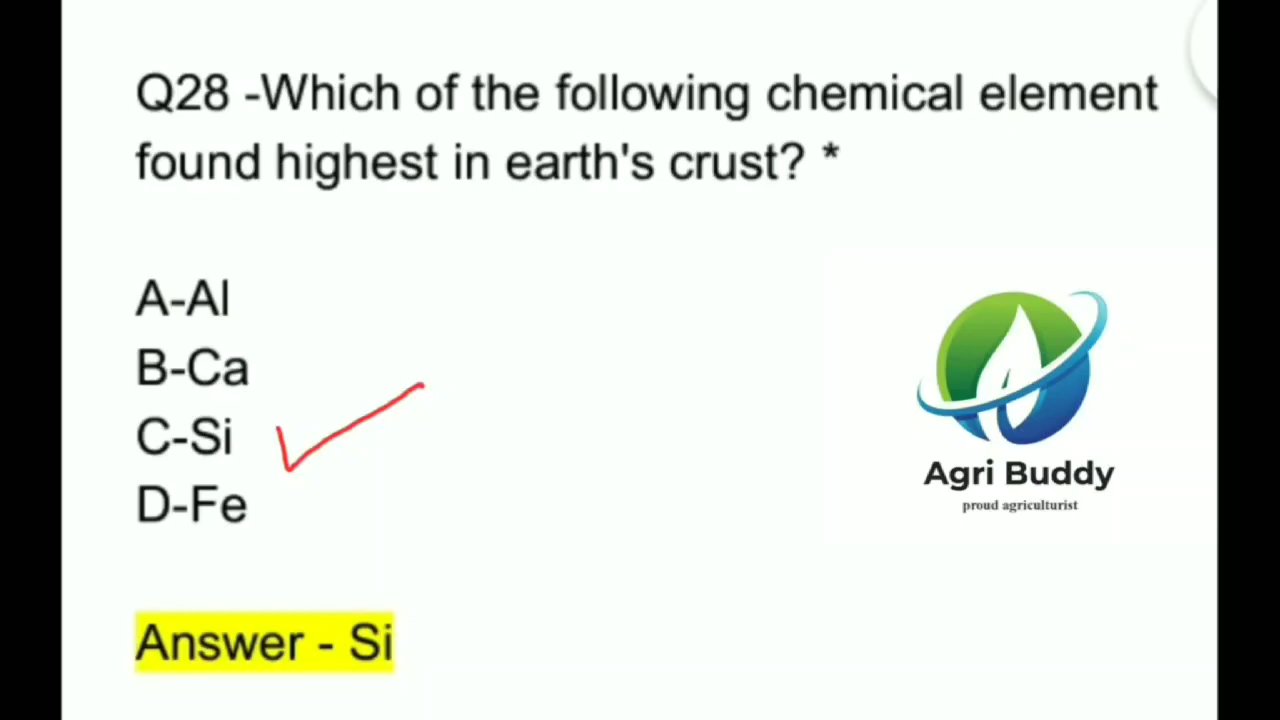 Q28 -Which of the following chemical element
found highest in earth's crust? *
A-Al
B-Ca
C-Si
D-Fe
Agri Buddy
proud agriculturist
Answer - Si